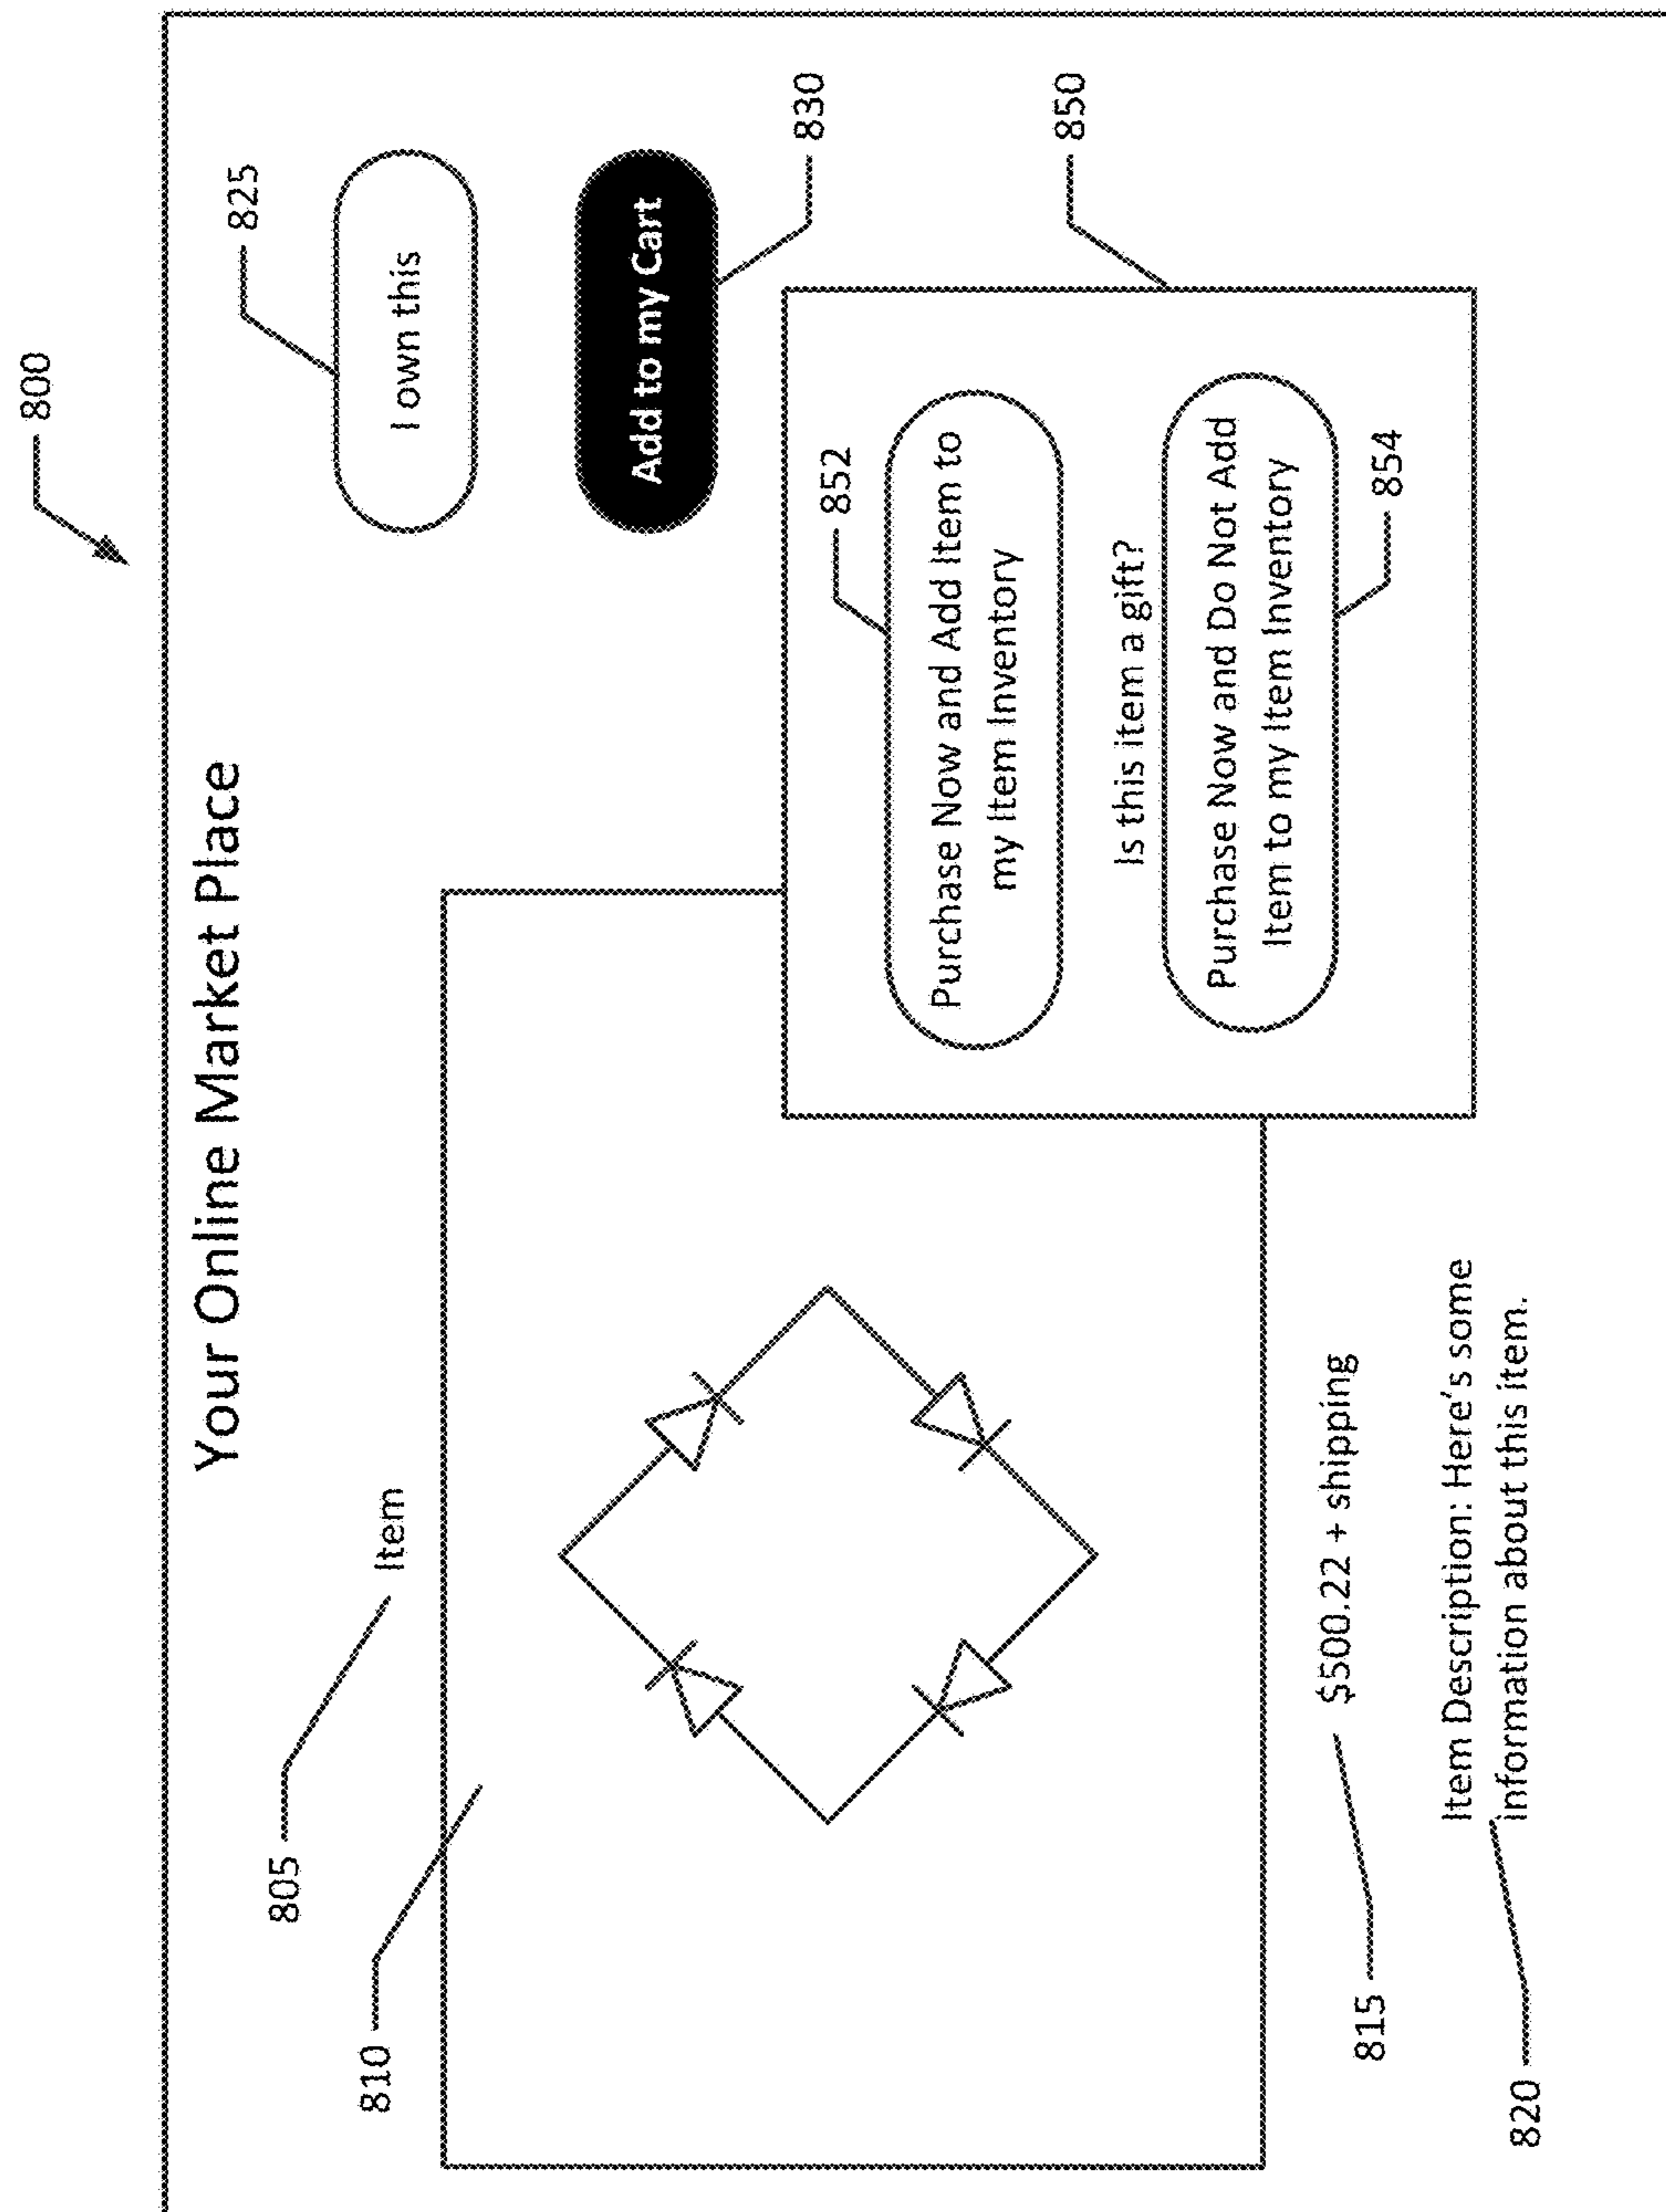 800
Your Online Market Place
805
Item
825
I own this
810
Add to my Cart
830
852
Purchase Now and Add Item to
my Item Inventory
850
Is this item a gift?
Purchase Now and Do Not Add
Item to my Item Inventory
854
815
$500.22 + shipping
820
Item Description: Here's some
information about this item.